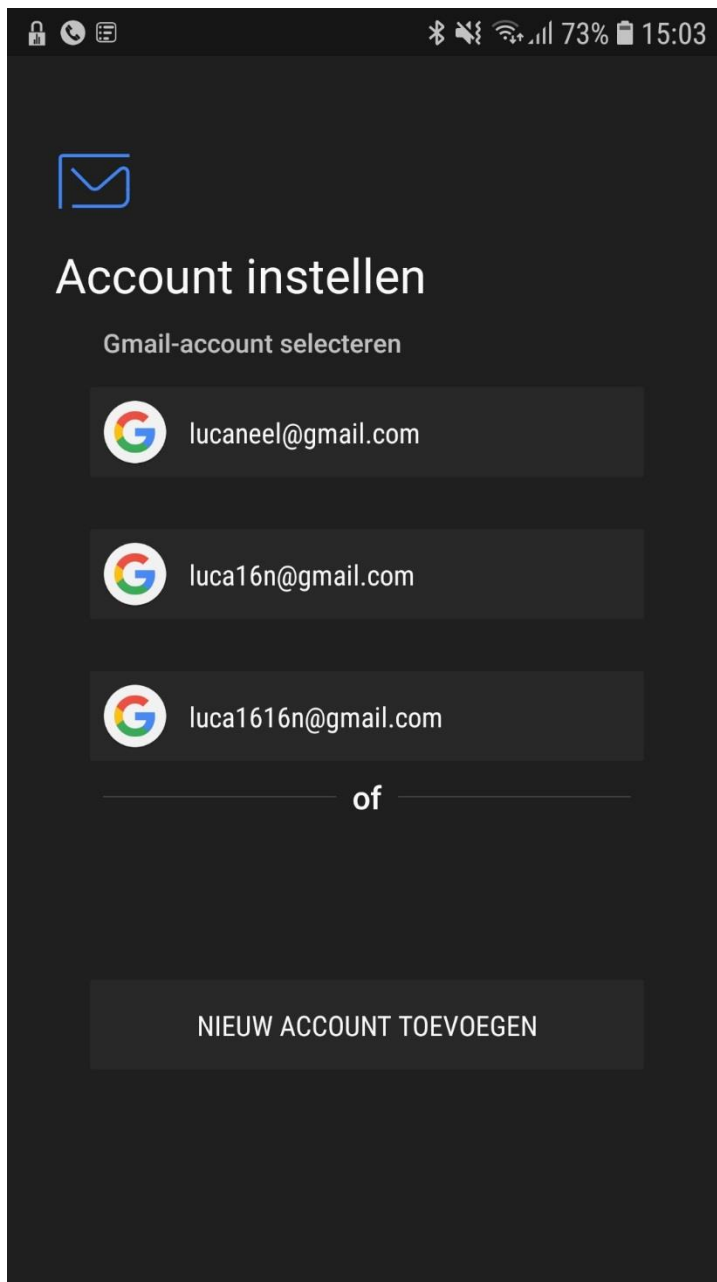 73% 15:03
Account instellen
Gmail-account selecteren
lucaneel@gmail.com
luca16n@gmail.com
luca1616n@gmail.com
of
NIEUW ACCOUNT TOEVOEGEN